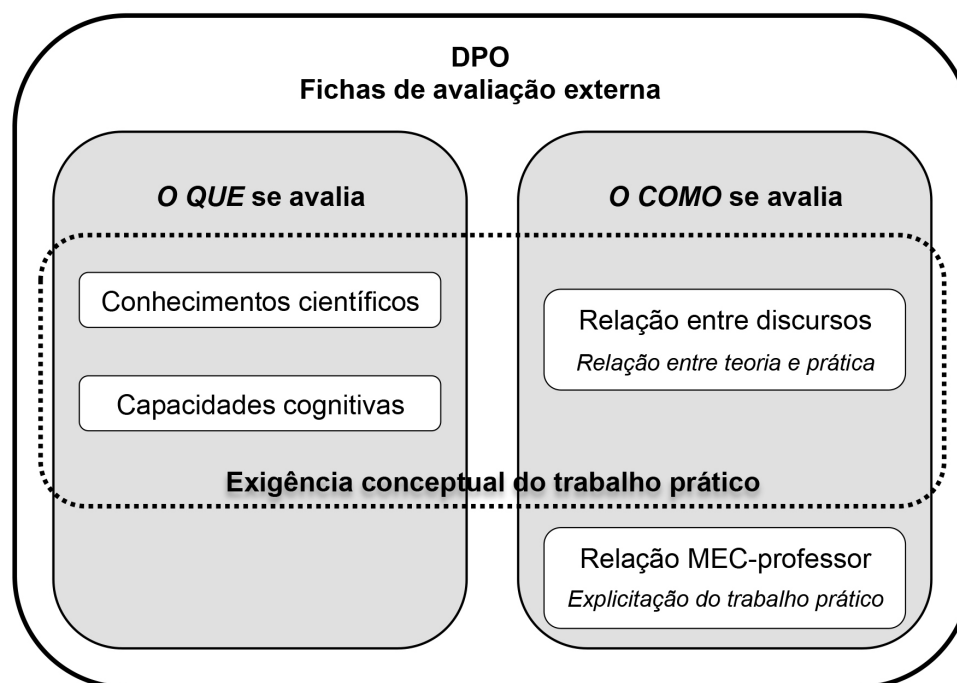 DPO
Fichas de avaliação externa
O QUE se avalia
Conhecimentos científicos
Capacidades cognitivas
O COMO se avalia
Relação entre discursos
Relação entre teoria e prática
Exigência conceptual do trabalho prático
Relação MEC-professor
Explicitação do trabalho prático